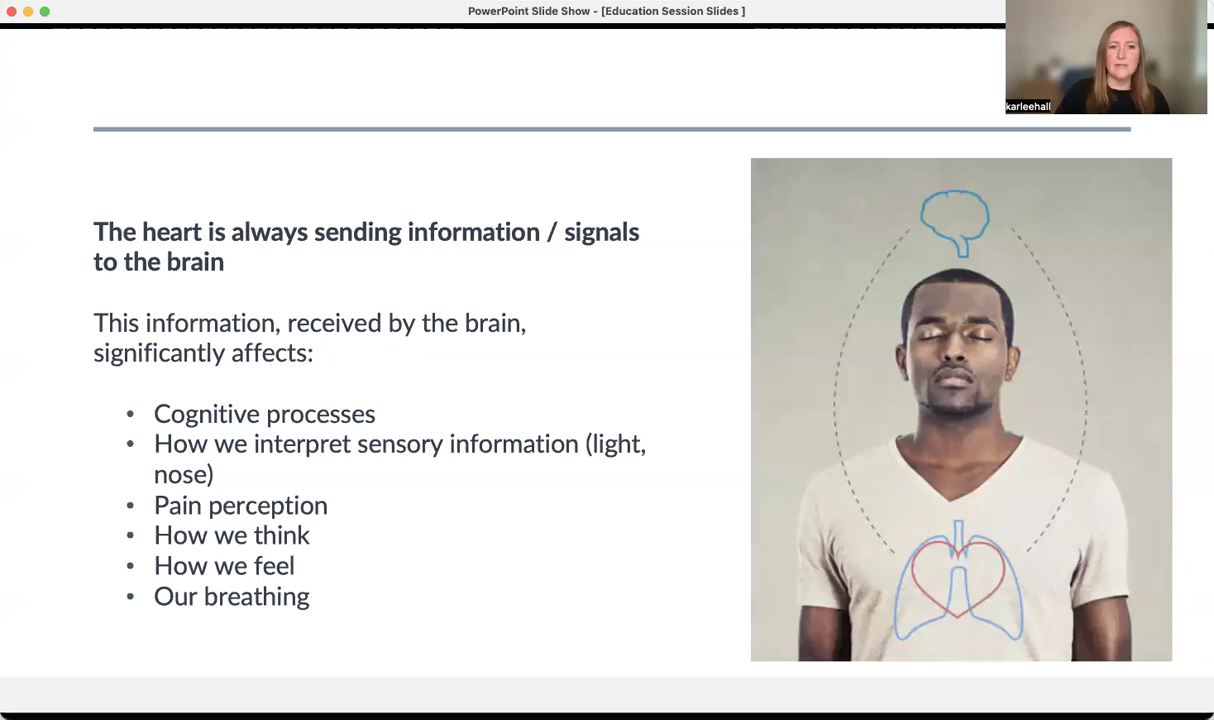 PowerPoint Slide Show - [Education Session Slides ]
karleehall
The heart is always sending information / signals
to the brain
This information, received by the brain,
significantly affects:
• Cognitive processes
• How we interpret sensory information (light,
nose)
• Pain perception
• How we think
• How we feel
• Our breathing